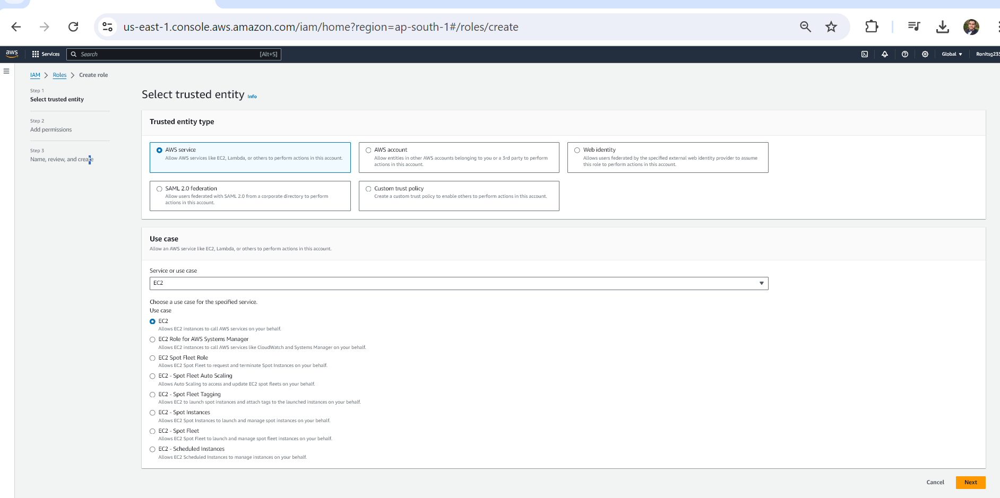 us-east-1.console.aws.amazon.com/iam/home?region=ap-south-1#/roles/create
aws
Services
Search
[Alt+S]
Global
Ronitsg235
IAM
Roles
Create role
Step 1
Select trusted entity
Step 2
Add permissions
Step 3
Name, review, and create
Select trusted entity
Info
Trusted entity type
AWS service
Allow AWS services like EC2, Lambda, or others to perform actions in this account.
AWS account
Allow entities in other AWS accounts belonging to you or a 3rd party to perform
actions in this account.
Web identity
Allows users federated by the specified external web identity provider to assume
this role to perform actions in this account.
SAML 2.0 federation
Allow users federated with SAML 2.0 from a corporate directory to perform
actions in this account.
Custom trust policy
Create a custom trust policy to enable others to perform actions in this account.
Use case
Allow an AWS service like EC2, Lambda, or others to perform actions in this account.
Service or use case
EC2
Choose a use case for the specified service.
Use case
EC2
Allows EC2 instances to call AWS services on your behalf.
EC2 Role for AWS Systems Manager
Allows EC2 instances to call AWS services like CloudWatch and Systems Manager on your behalf.
EC2 Spot Fleet Role
Allows EC2 Spot Fleet to request and terminate Spot Instances on your behalf.
EC2 - Spot Fleet Auto Scaling
Allows Auto Scaling to access and update EC2 spot fleets on your behalf.
EC2 - Spot Fleet Tagging
Allows EC2 to launch spot instances and attach tags to the launched instances on your behalf.
EC2 - Spot Instances
Allows EC2 Spot Instances to launch and manage spot instances on your behalf.
EC2 - Spot Fleet
Allows EC2 Spot Fleet to launch and manage spot fleet instances on your behalf.
EC2 - Scheduled Instances
Allows EC2 Scheduled Instances to manage instances on your behalf.
Cancel
Next